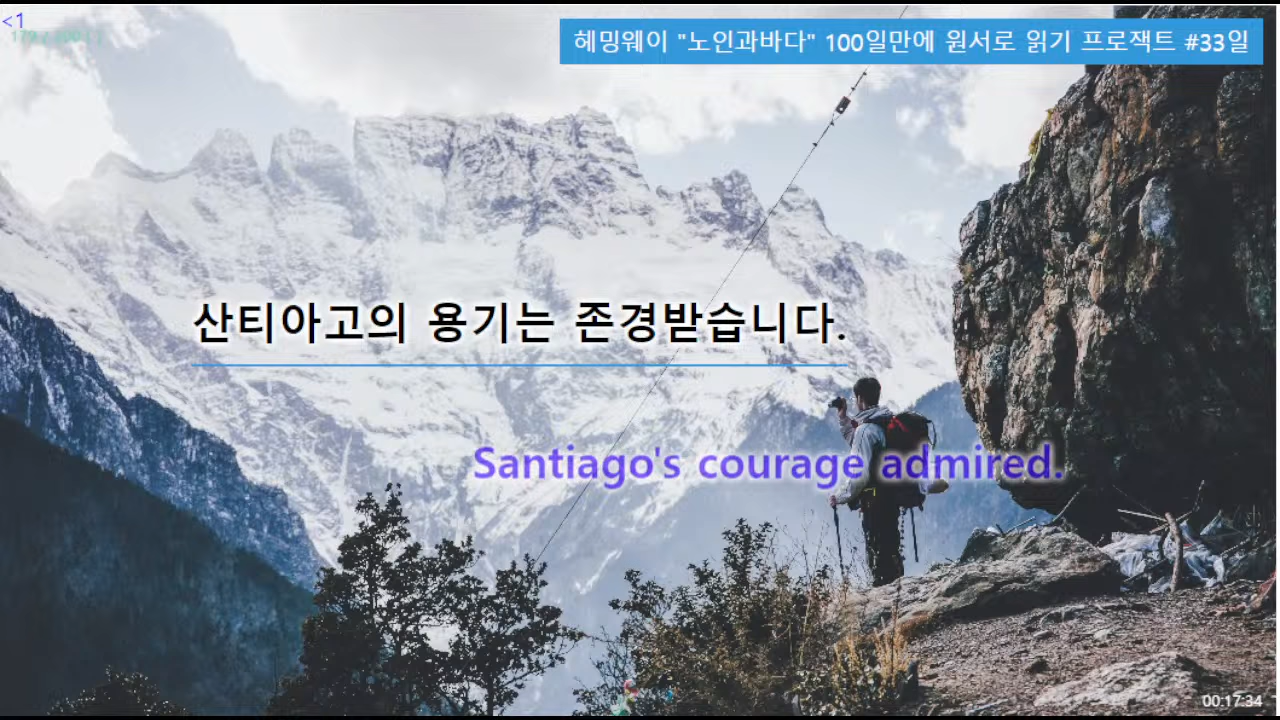 <1
헤밍웨이 "노인과바다" 100일만에 원서로 읽기 프로잭트 #33일
산티아고의 용기는 존경받습니다.
Santiago's courage admired.
00:17:34